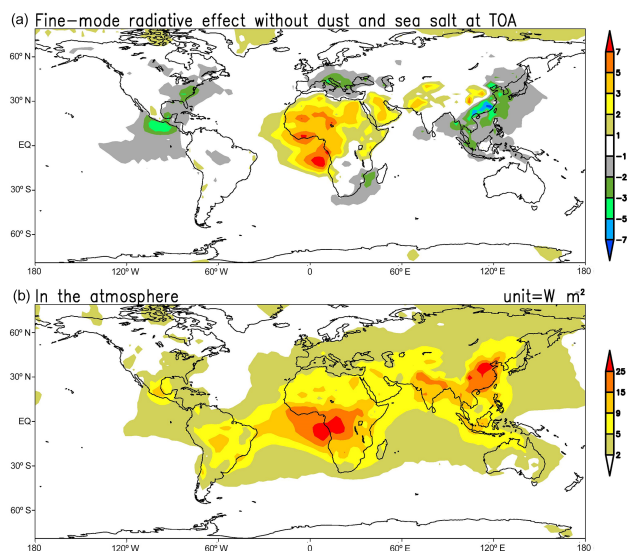 (a) Fine-mode radiative effect without dust and sea salt at TOA
60° N
30° N
EQ
30° S
60° S
180 120° W 60° W 0 60° E 120° E 180
7
5
3
2
1
-1
-2
-3
-5
-7
(b) In the atmosphere unit=W m²
60° N
30° N
EQ
30° S
60° S
180 120° W 60° W 0 60° E 120° E 180
25
15
9
5
2